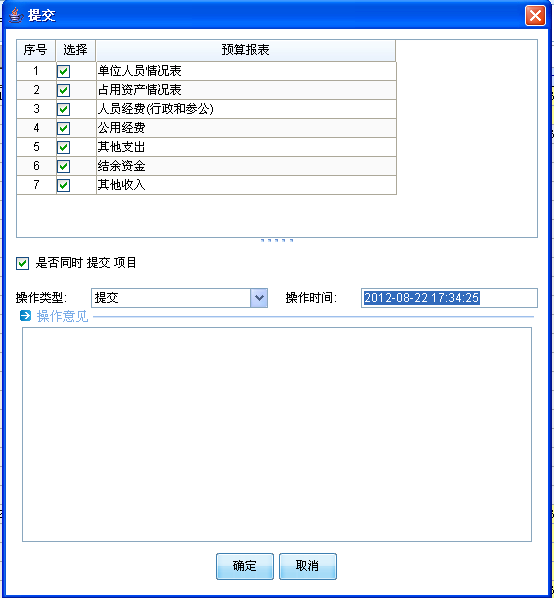 提交
序号 选择 预算报表
1 单位人员情况表
2 占用资产情况表
3 人员经费(行政和参公)
4 公用经费
5 其他支出
6 结余资金
7 其他收入
是否同时 提交 项目
操作类型: 提交 操作时间: 2012-08-22 17:34:25
操作意见
确定 取消